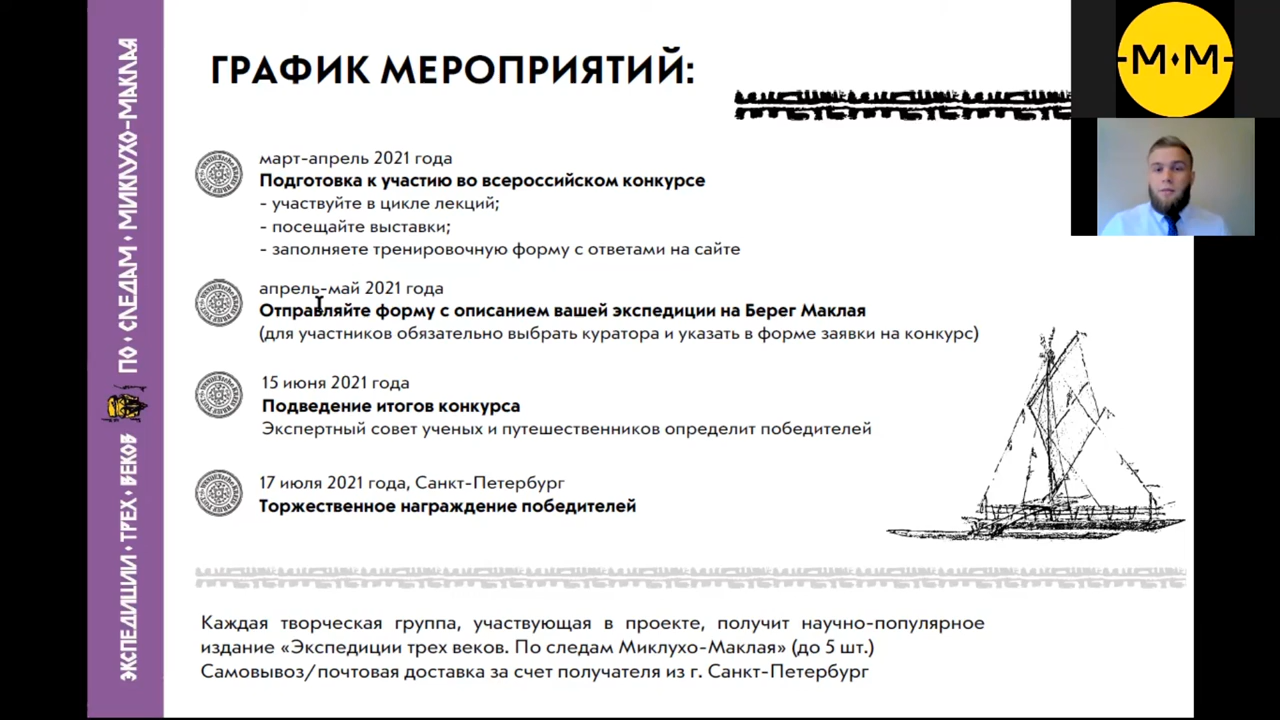 ГРАФИК МЕРОПРИЯТИЙ:
М М
март-апрель 2021 года
Подготовка к участию во всероссийском конкурсе
- участвуйте в цикле лекций;
- посещайте выставки;
- заполняете тренировочную форму с ответами на сайте
апрель-май 2021 года
Отправляйте форму с описанием вашей экспедиции на Берег Маклая
(для участников обязательно выбрать куратора и указать в форме заявки на конкурс)
15 июня 2021 года
Подведение итогов конкурса
Экспертный совет ученых и путешественников определит победителей
17 июля 2021 года, Санкт-Петербург
Торжественное награждение победителей
Каждая творческая группа, участвующая в проекте, получит научно-популярное
издание «Экспедиции трех веков. По следам Миклухо-Маклая» (до 5 шт.)
Самовывоз/почтовая доставка за счет получателя из г. Санкт-Петербург
ЭКСПЕДИЦИИ·ТРЕХ·ВЕКОВ ПО·СЛЕДАМ·МИКЛУХО-МАКЛАЯ